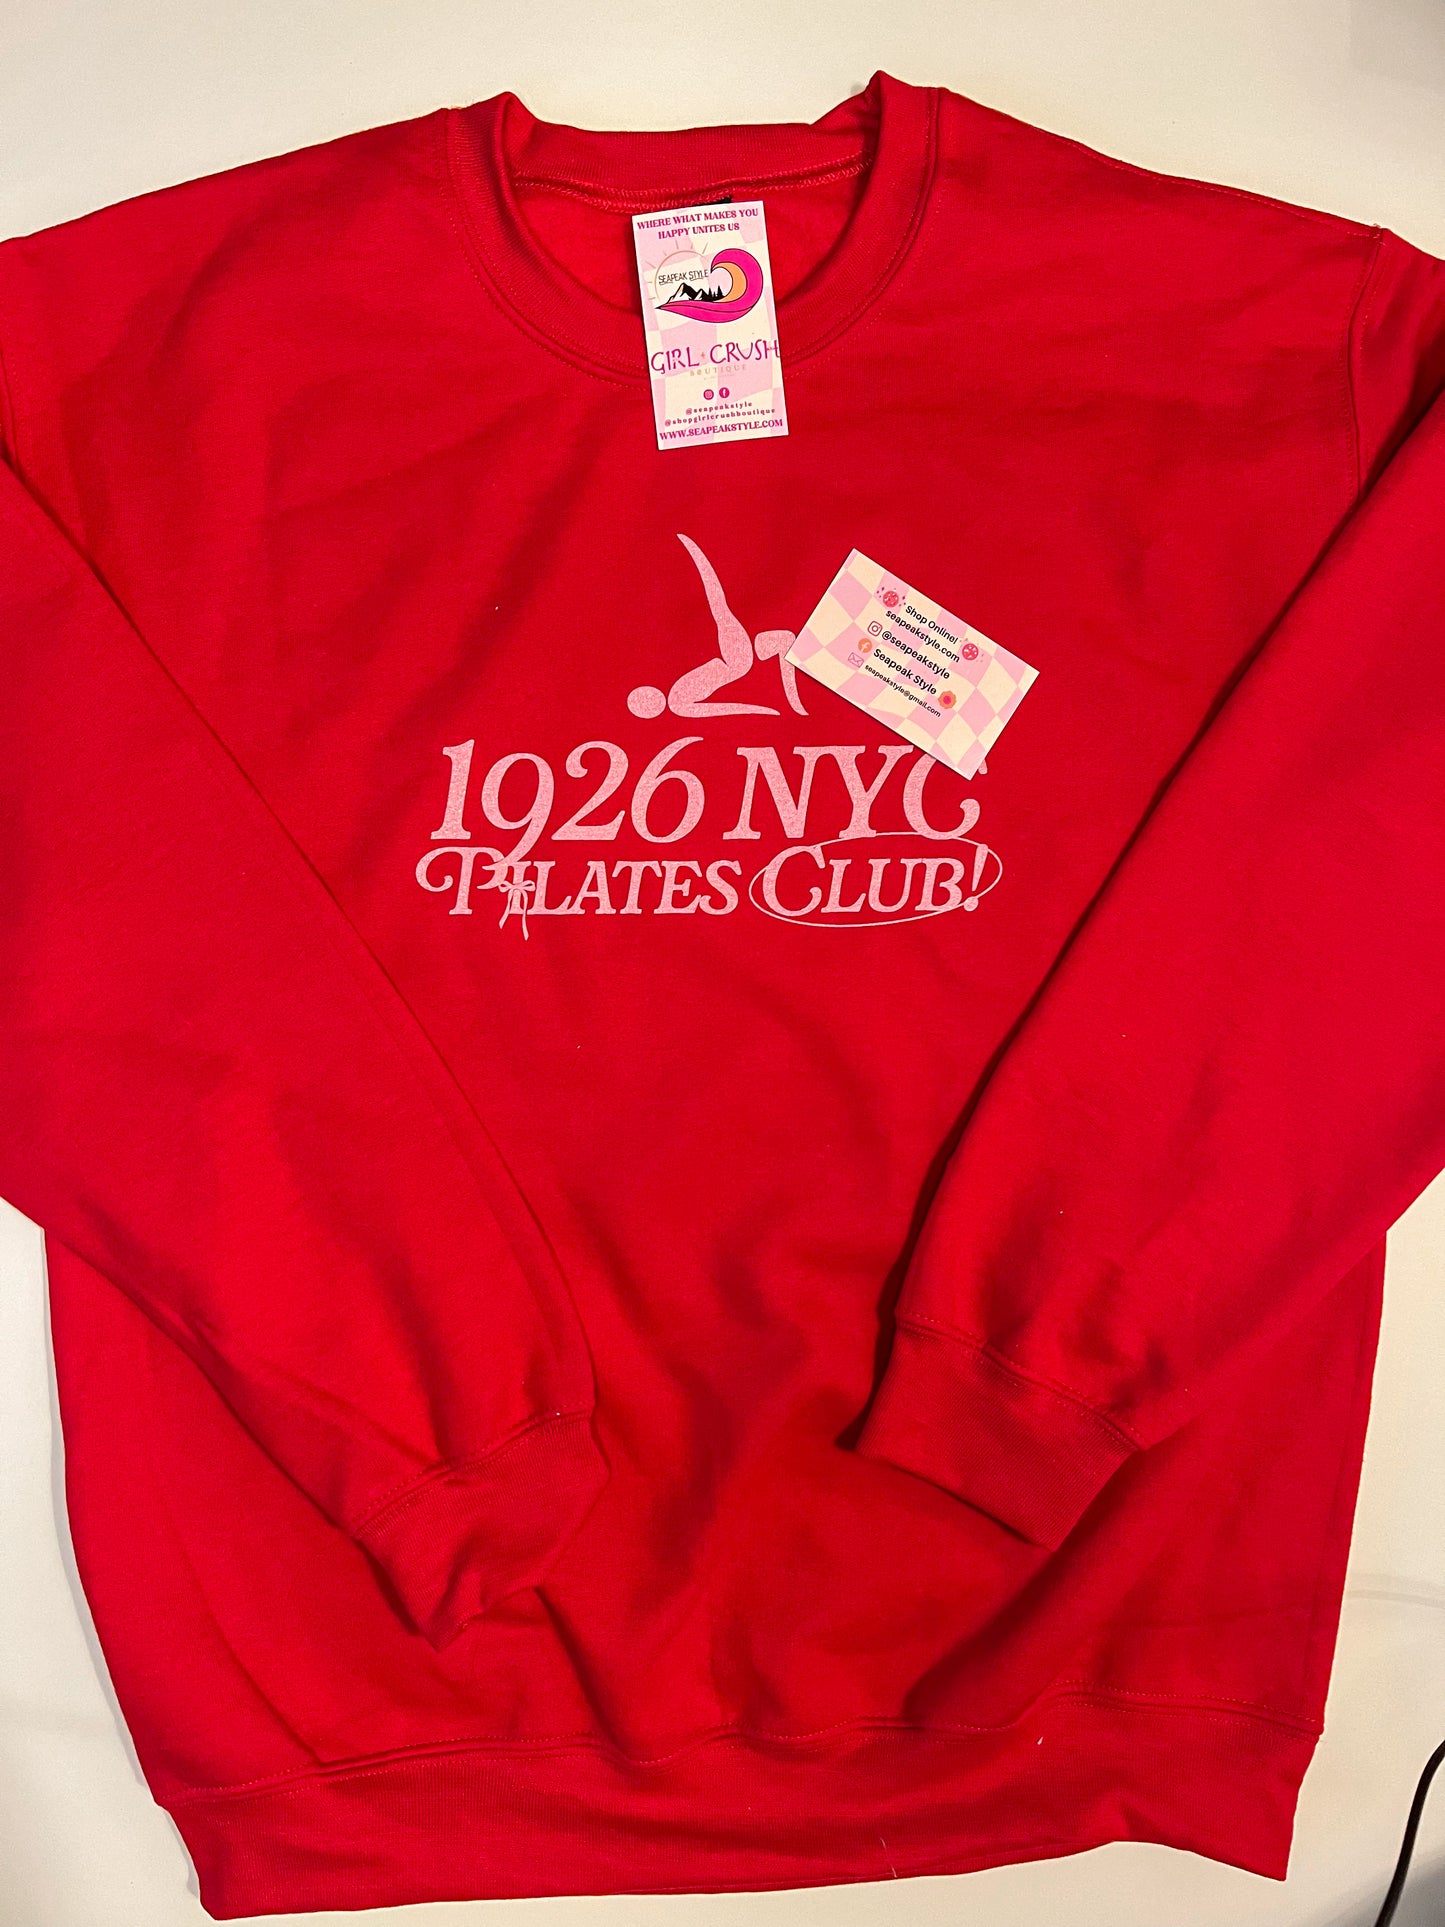 WHERE WHAT MAKES YOU
HAPPY UNITES US
SEAPEAK STYLE
GIRL CRUSH
BOUTIQUE
@seapeakstyle
@shopgirlcrushboutique
WWW.SEAPEAKSTYLE.COM
Shop Online!
seapeakstyle.com
@seapeakstyle
Seapeak Style
seapeakstyle@gmail.com
1926 NYC
PILATES CLUB!